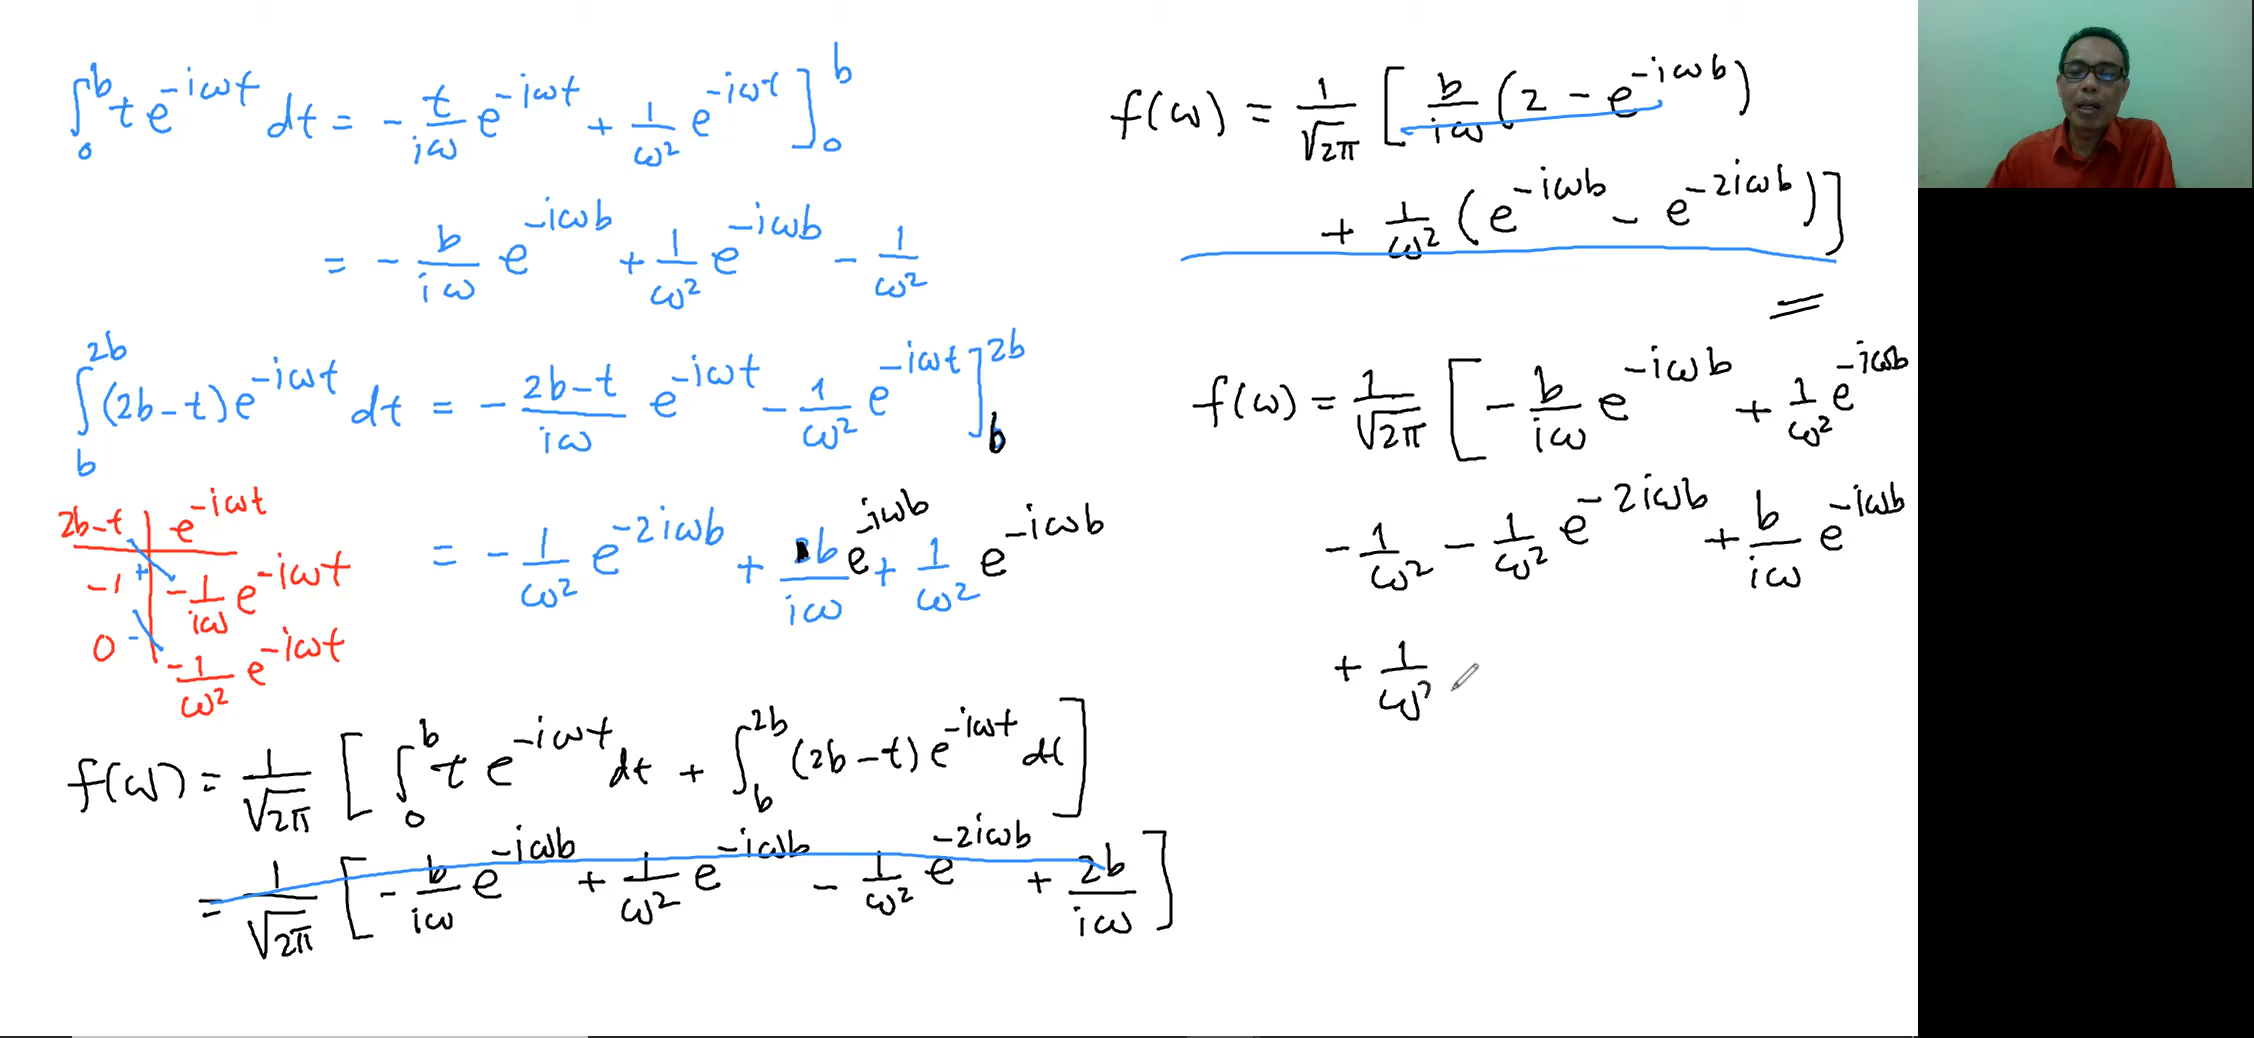 ∫₀ᵇ t e^{-iωt} dt = - t/iω e^{-iωt} + 1/ω² e^{-iωt} ]₀ᵇ
= - b/iω e^{-iωb} + 1/ω² e^{-iωb} - 1/ω²
∫_b^{2b} (2b-t) e^{-iωt} dt = - (2b-t)/iω e^{-iωt} - 1/ω² e^{-iωt} ]_b^{2b}
= - 1/ω² e^{-2iωb} + b/iω e^{-iωb} + 1/ω² e^{-iωb}
2b-t | e^{-iωt}
-1 + | - 1/iω e^{-iωt}
0 - | - 1/ω² e^{-iωt}
f(ω) = 1/√2π [ ∫₀ᵇ t e^{-iωt} dt + ∫_b^{2b} (2b-t) e^{-iωt} dt ]
= 1/√2π [ - b/iω e^{-iωb} + 1/ω² e^{-iωb} - 1/ω² e^{-2iωb} + 2b/iω ]
f(ω) = 1/√2π [ b/iω (2 - e^{-iωb})
+ 1/ω² (e^{-iωb} - e^{-2iωb}) ]
=
f(ω) = 1/√2π [ - b/iω e^{-iωb} + 1/ω² e^{-iωb}
- 1/ω² - 1/ω² e^{-2iωb} + b/iω e^{-iωb}
+ 1/ω²